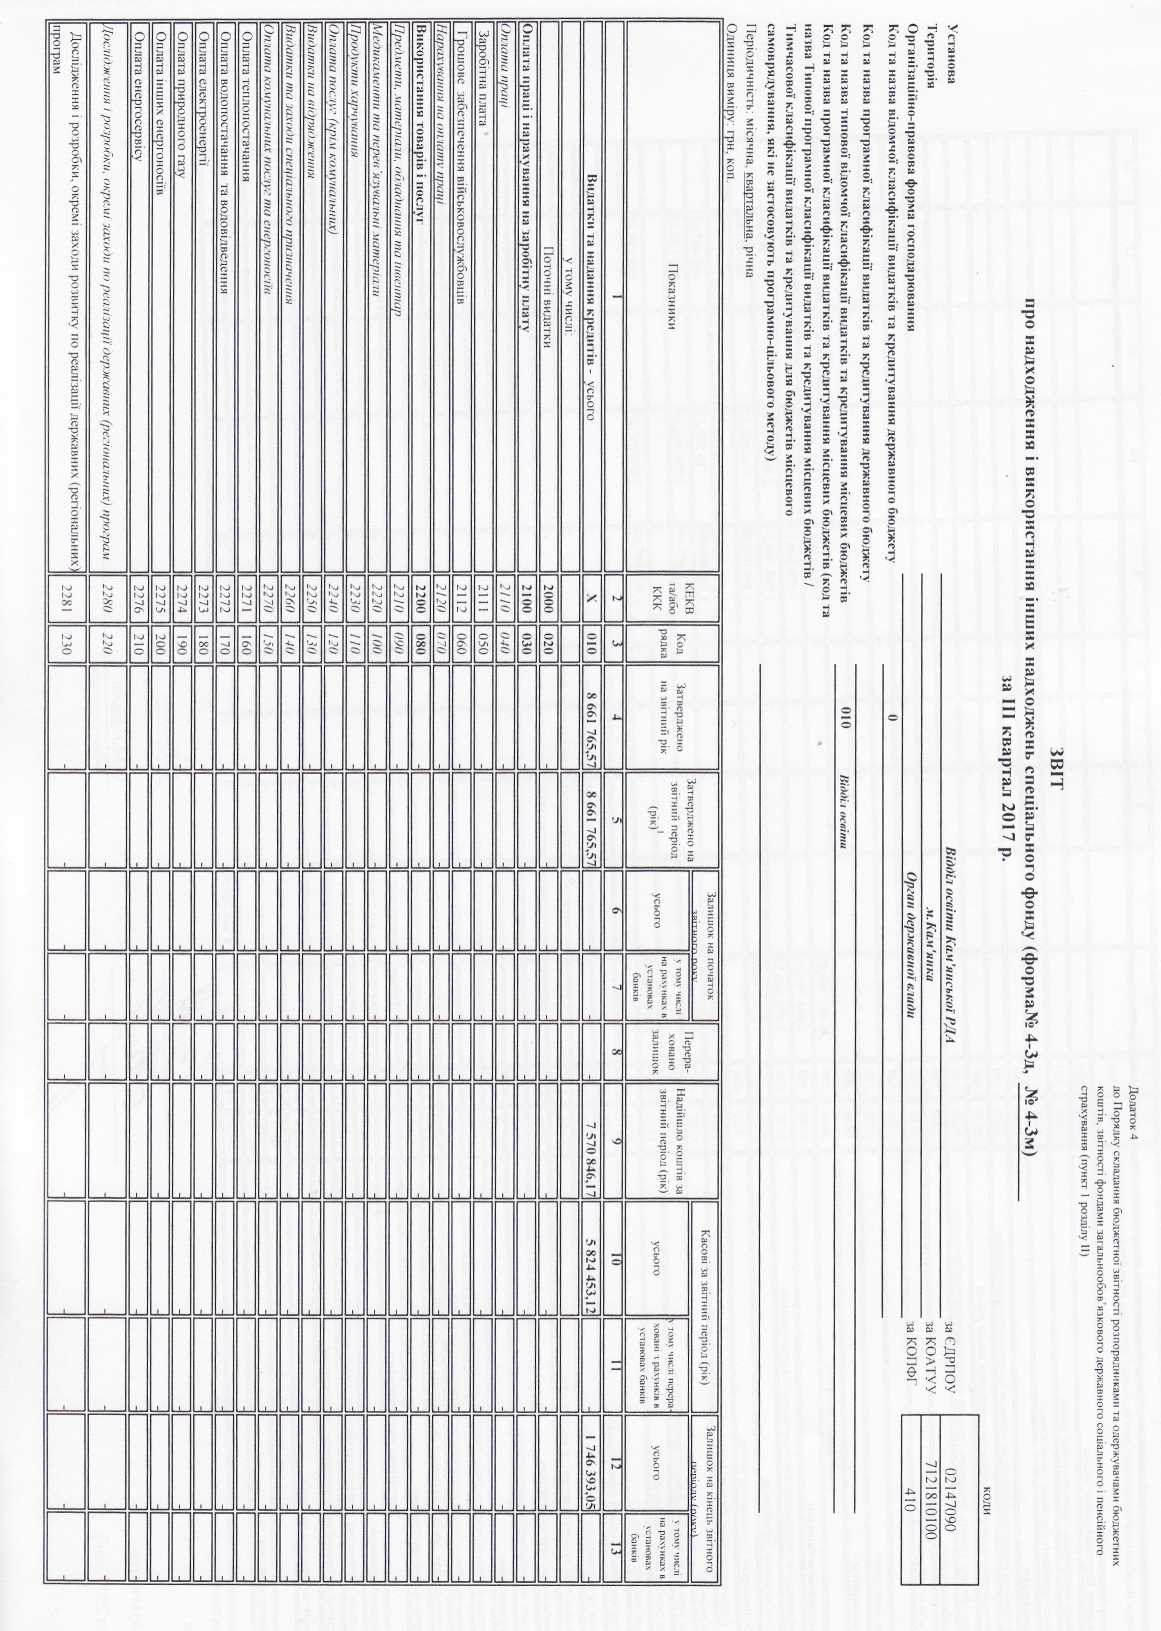 Додаток 4
до Порядку складання бюджетної звітності розпорядниками та одержувачами бюджетних
коштів, звітності фондами загальнообов'язкового державного соціального і пенсійного
страхування (пункт 1 розділу II)
ЗВІТ
про надходження і використання інших надходжень спеціального фонду (форма№ 4-3д, № 4-3м)
за III квартал 2017 р.
коди
Установа Відділ освіти Кам'янської РДА за ЄДРПОУ 02147090
Територія м.Кам'янка за КОАТУУ 7121810100
Організаційно-правова форма господарювання Орган державної влади за КОПФГ 410
Код та назва відомчої класифікації видатків та кредитування державного бюджету 0
Код та назва програмної класифікації видатків та кредитування державного бюджету
Код та назва типової відомчої класифікації видатків та кредитування місцевих бюджетів 010 Відділ освіти
Код та назва програмної класифікації видатків та кредитування місцевих бюджетів (код та
назва Типової програмної класифікації видатків та кредитування місцевих бюджетів /
Тимчасової класифікації видатків та кредитування для бюджетів місцевого
самоврядування, які не застосовують програмно-цільового методу)
Періодичність: місячна, квартальна, річна
Одиниця виміру: грн, коп.
Показники
КЕКВ
та/або
ККК
Код
рядка
Затверджено
на звітний рік
Затверджено на
звітний період
(рік)1
Залишок на початок
звітного року
усього
у тому числі
на рахунках в
установах
банків
Перера-
ховано
залишок
Надійшло коштів за
звітний період (рік)
Касові за звітний період (рік)
усього
у тому числі перера-
ховані з рахунків в
установах банків
Залишок на кінець звітного
періоду (року)
усього
у тому числі
на рахунках в
установах
банків
1 2 3 4 5 6 7 8 9 10 11 12 13
Видатки та надання кредитів - усього X 010 8 661 765,57 8 661 765,57 - - - 7 570 846,17 5 824 453,12 - 1 746 393,05 -
у тому числі:
Поточні видатки 2000 020 - - - - - - - - - -
Оплата праці і нарахування на заробітну плату 2100 030 - - - - - - - - - -
Оплата праці 2110 040 - - - - - - - - - -
Заробітна плата 2111 050 - - - - - - - - - -
Грошове забезпечення військовослужбовців 2112 060 - - - - - - - - - -
Нарахування на оплату праці 2120 070 - - - - - - - - - -
Використання товарів і послуг 2200 080 - - - - - - - - - -
Предмети, матеріали, обладнання та інвентар 2210 090 - - - - - - - - - -
Медикаменти та перев'язувальні матеріали 2220 100 - - - - - - - - - -
Продукти харчування 2230 110 - - - - - - - - - -
Оплата послуг (крім комунальних) 2240 120 - - - - - - - - - -
Видатки на відрядження 2250 130 - - - - - - - - - -
Видатки та заходи спеціального призначення 2260 140 - - - - - - - - - -
Оплата комунальних послуг та енергоносіїв 2270 150 - - - - - - - - - -
Оплата теплопостачання 2271 160 - - - - - - - - - -
Оплата водопостачання та водовідведення 2272 170 - - - - - - - - - -
Оплата електроенергії 2273 180 - - - - - - - - - -
Оплата природного газу 2274 190 - - - - - - - - - -
Оплата інших енергоносіїв 2275 200 - - - - - - - - - -
Оплата енергосервісу 2276 210 - - - - - - - - - -
Дослідження і розробки, окремі заходи по реалізації державних (регіональних) програм 2280 220 - - - - - - - - - -
Дослідження і розробки, окремі заходи розвитку по реалізації державних (регіональних)
програм 2281 230 - - - - - - - - - -